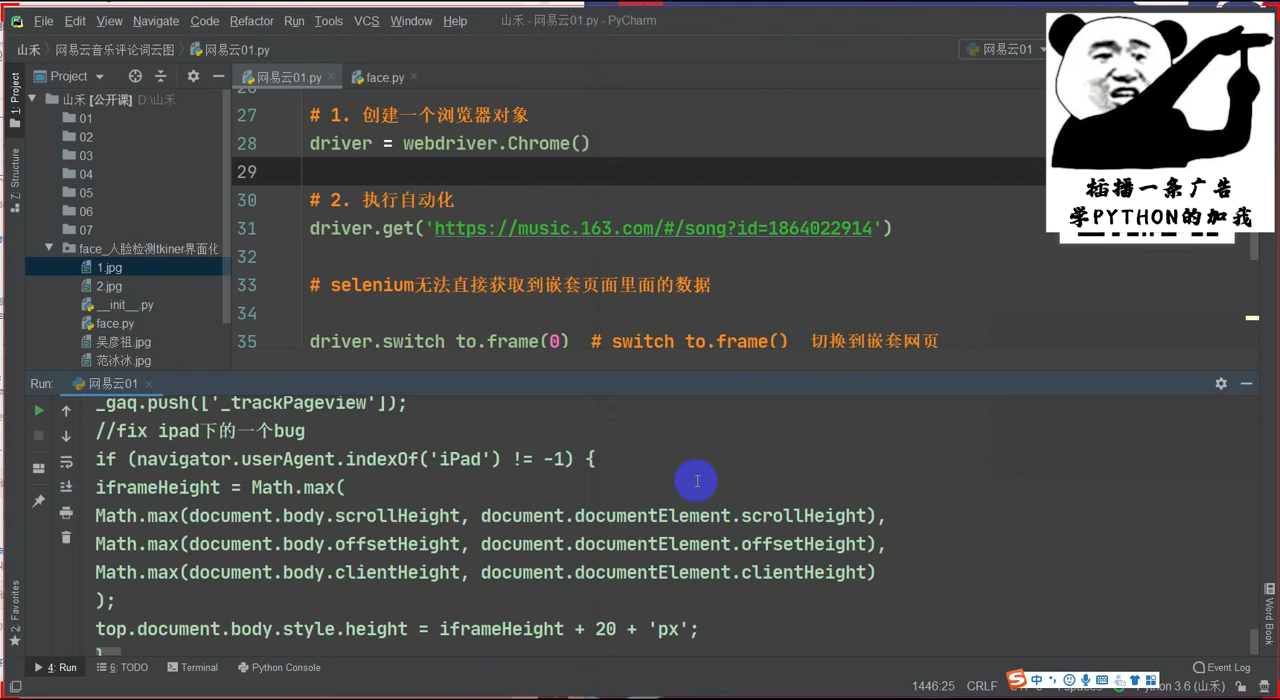 File Edit View Navigate Code Refactor Run Tools VCS Window Help 山禾 - 网易云01.py - PyCharm
山禾 网易云音乐评论词云图 网易云01.py 网易云01
Project 网易云01.py face.py
1: Project
山禾 [公开课] D:\山禾
01
02
03
04
05
06
07
face_人脸检测tkiner界面化
1.jpg
2.jpg
__init__.py
face.py
吴彦祖.jpg
范冰冰.jpg
Z: Structure
26
27 # 1. 创建一个浏览器对象
28 driver = webdriver.Chrome()
29
30 # 2. 执行自动化
31 driver.get('https://music.163.com/#/song?id=1864022914')
32
33 # selenium无法直接获取到嵌套页面里面的数据
34
35 driver.switch_to.frame(0) # switch_to.frame() 切换到嵌套网页
插播一条广告
学PYTHON的加我
Run: 网易云01
_gaq.push(['_trackPageview']);
//fix ipad下的一个bug
if (navigator.userAgent.indexOf('iPad') != -1) {
iframeHeight = Math.max(
Math.max(document.body.scrollHeight, document.documentElement.scrollHeight),
Math.max(document.body.offsetHeight, document.documentElement.offsetHeight),
Math.max(document.body.clientHeight, document.documentElement.clientHeight)
);
top.document.body.style.height = iframeHeight + 20 + 'px';
}
2: Favorites
Word Book
4: Run 6: TODO Terminal Python Console Event Log
1446:25 CRLF Python 3.6 (山禾)
S 中